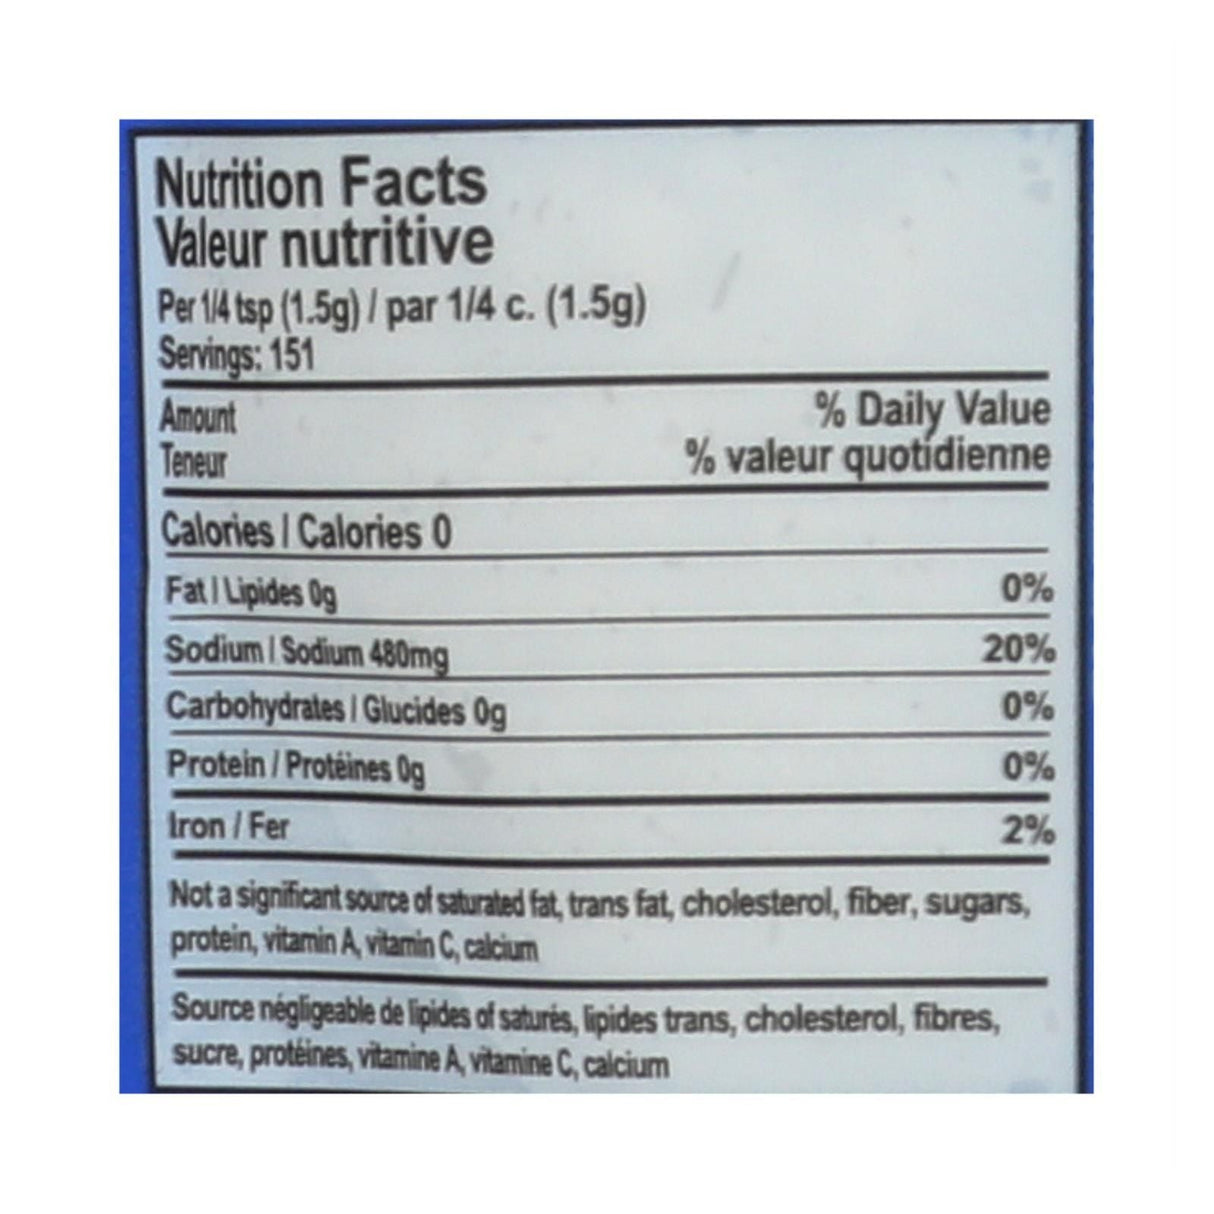 Nutrition Facts
Valeur nutritive
Per 1/4 tsp (1.5g) / par 1/4 c. (1.5g)
Servings: 151
Amount % Daily Value
Teneur % valeur quotidienne
Calories / Calories 0
Fat / Lipides 0g 0%
Sodium / Sodium 480mg 20%
Carbohydrates / Glucides 0g 0%
Protein / Protéines 0g 0%
Iron / Fer 2%
Not a significant source of saturated fat, trans fat, cholesterol, fiber, sugars,
protein, vitamin A, vitamin C, calcium
Source négligeable de lipides of saturés, lipides trans, cholesterol, fibres,
sucre, protéines, vitamine A, vitamine C, calcium